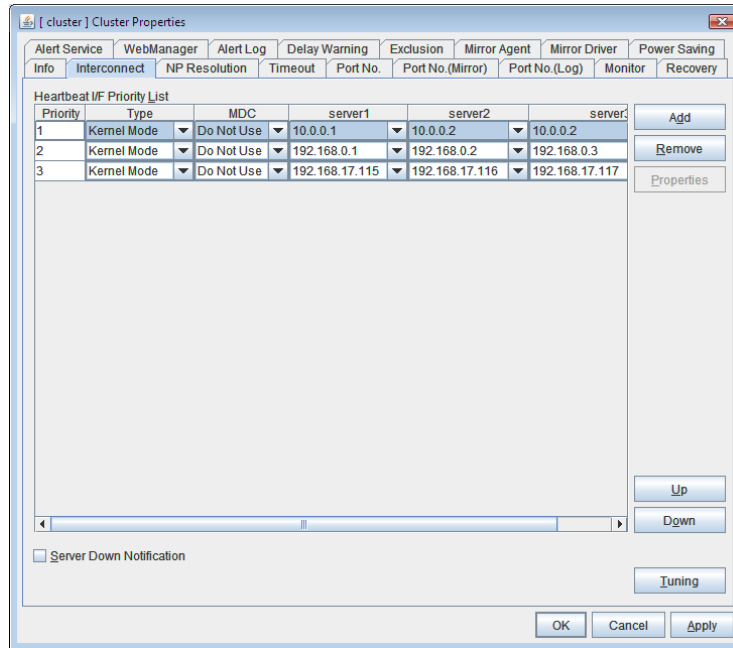 [ cluster ] Cluster Properties
Alert Service WebManager Alert Log Delay Warning Exclusion Mirror Agent Mirror Driver Power Saving
Info Interconnect NP Resolution Timeout Port No. Port No.(Mirror) Port No.(Log) Monitor Recovery
Heartbeat I/F Priority List
Priority Type MDC server1 server2 server3
1 Kernel Mode Do Not Use 10.0.0.1 10.0.0.2 10.0.0.2
2 Kernel Mode Do Not Use 192.168.0.1 192.168.0.2 192.168.0.3
3 Kernel Mode Do Not Use 192.168.17.115 192.168.17.116 192.168.17.117
Add
Remove
Properties
Up
Down
Server Down Notification
Tuning
OK Cancel Apply